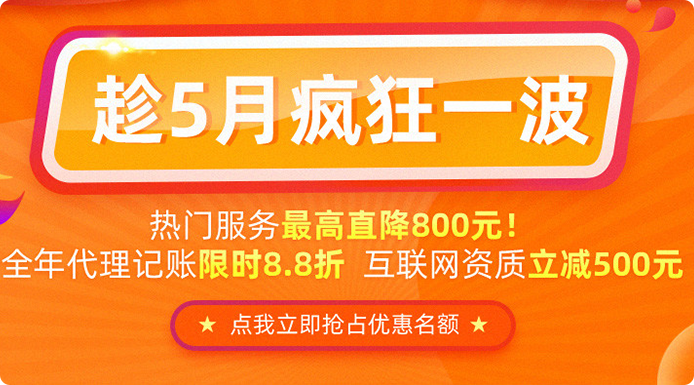 趁5月疯狂一波
热门服务最高直降800元！
全年代理记账限时8.8折 互联网资质立减500元
★ 点我立即抢占优惠名额 ★